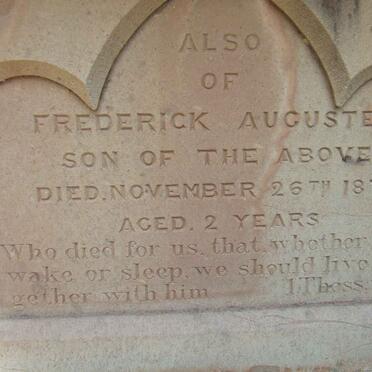 ALSO
OF
FREDERICK AUGUSTE
SON OF THE ABOVE
DIED. NOVEMBER 26TH 18
AGED. 2 YEARS
Who died for us, that, whether
wake or sleep, we should live
gether with him 1 Thess.